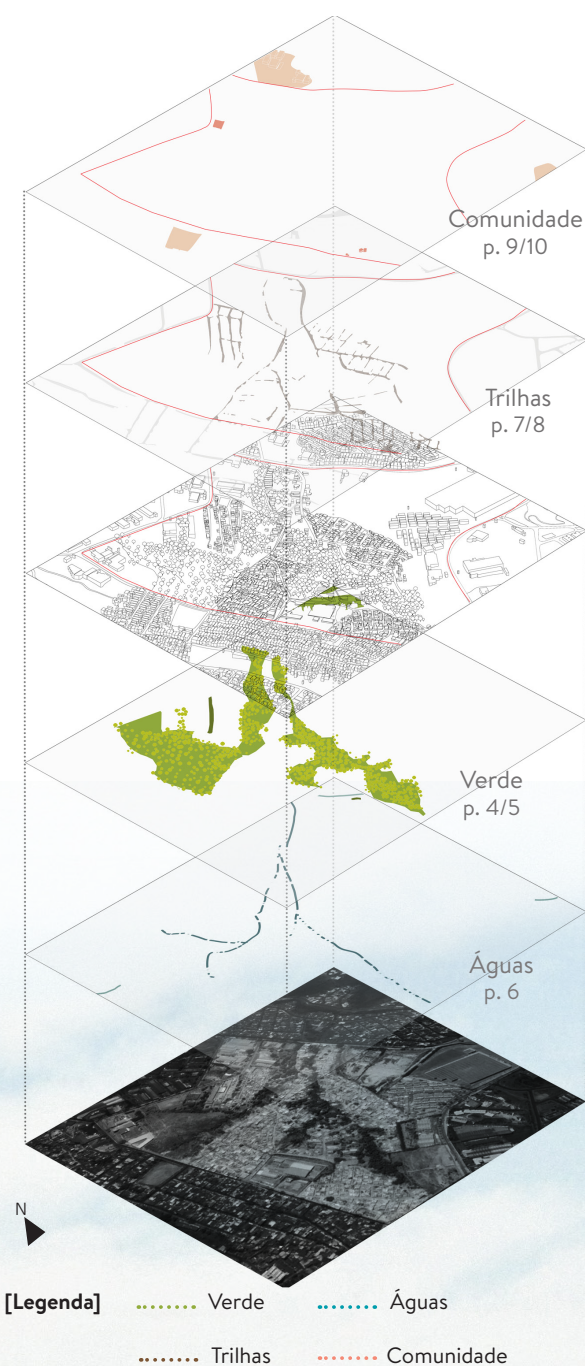 Comunidade
p. 9/10
Trilhas
p. 7/8
Verde
p. 4/5
Águas
p. 6
N
[Legenda]
Verde
Águas
Trilhas
Comunidade